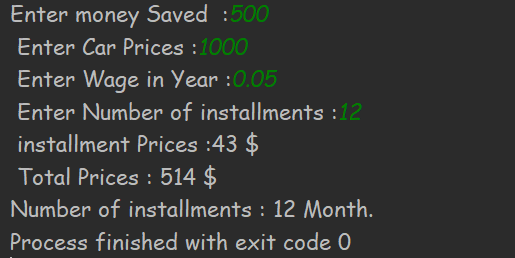 Enter money Saved :500
Enter Car Prices :1000
Enter Wage in Year :0.05
Enter Number of installments :12
installment Prices :43 $
Total Prices : 514 $
Number of installments : 12 Month.
Process finished with exit code 0